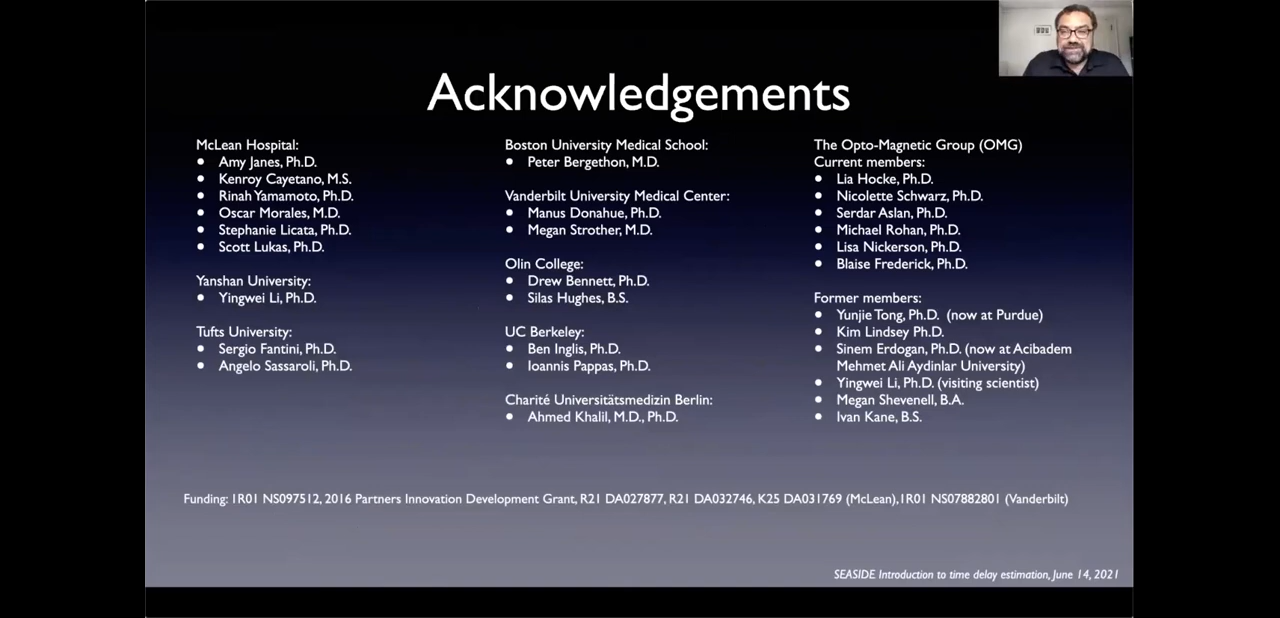 Acknowledgements
McLean Hospital:
• Amy Janes, Ph.D.
• Kenroy Cayetano, M.S.
• Rinah Yamamoto, Ph.D.
• Oscar Morales, M.D.
• Stephanie Licata, Ph.D.
• Scott Lukas, Ph.D.
Yanshan University:
• Yingwei Li, Ph.D.
Tufts University:
• Sergio Fantini, Ph.D.
• Angelo Sassaroli, Ph.D.
Boston University Medical School:
• Peter Bergethon, M.D.
Vanderbilt University Medical Center:
• Manus Donahue, Ph.D.
• Megan Strother, M.D.
Olin College:
• Drew Bennett, Ph.D.
• Silas Hughes, B.S.
UC Berkeley:
• Ben Inglis, Ph.D.
• Ioannis Pappas, Ph.D.
Charité Universitätsmedizin Berlin:
• Ahmed Khalil, M.D., Ph.D.
The Opto-Magnetic Group (OMG)
Current members:
• Lia Hocke, Ph.D.
• Nicolette Schwarz, Ph.D.
• Serdar Aslan, Ph.D.
• Michael Rohan, Ph.D.
• Lisa Nickerson, Ph.D.
• Blaise Frederick, Ph.D.
Former members:
• Yunjie Tong, Ph.D. (now at Purdue)
• Kim Lindsey Ph.D.
• Sinem Erdogan, Ph.D. (now at Acibadem
Mehmet Ali Aydinlar University)
• Yingwei Li, Ph.D. (visiting scientist)
• Megan Shevenell, B.A.
• Ivan Kane, B.S.
Funding: 1R01 NS097512, 2016 Partners Innovation Development Grant, R21 DA027877, R21 DA032746, K25 DA031769 (McLean),1R01 NS07882801 (Vanderbilt)
SEASIDE Introduction to time delay estimation, June 14, 2021